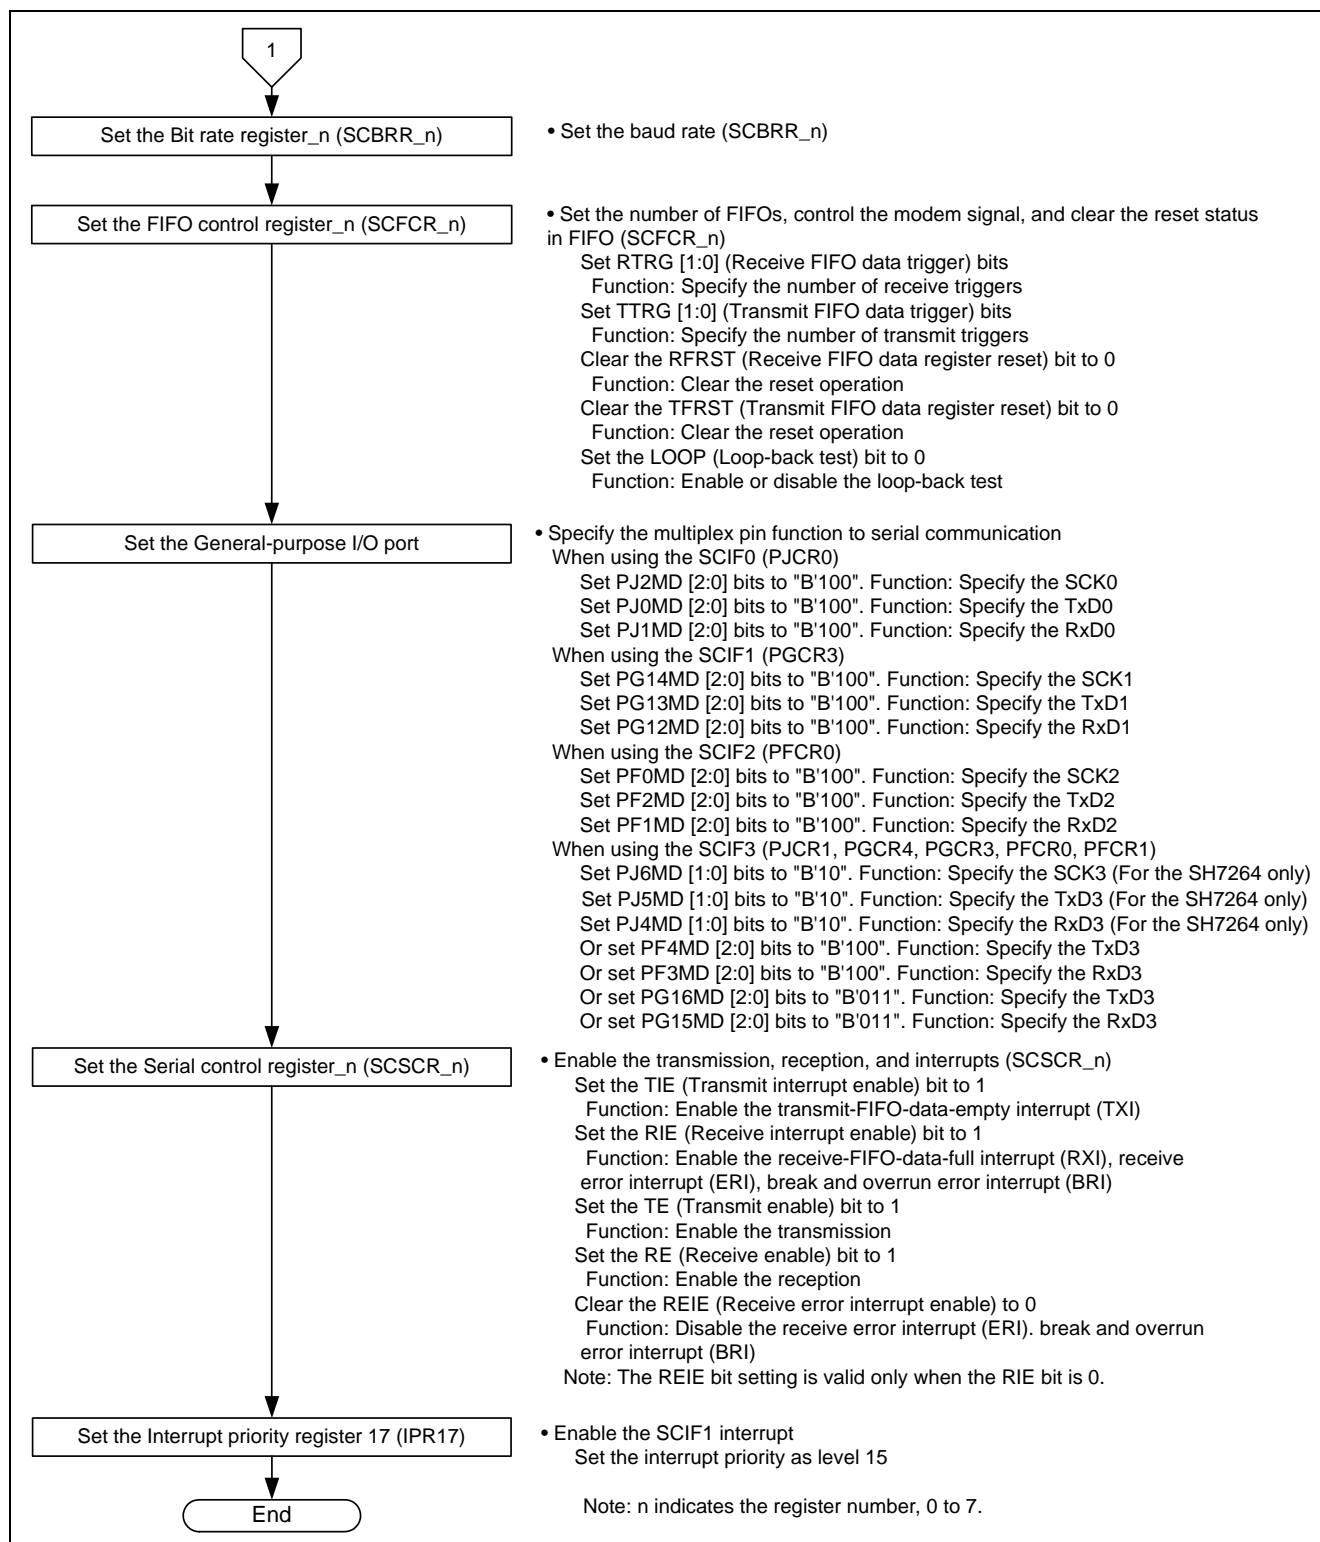 1
Set the Bit rate register_n (SCBRR_n)
• Set the baud rate (SCBRR_n)
Set the FIFO control register_n (SCFCR_n)
• Set the number of FIFOs, control the modem signal, and clear the reset status
in FIFO (SCFCR_n)
Set RTRG [1:0] (Receive FIFO data trigger) bits
Function: Specify the number of receive triggers
Set TTRG [1:0] (Transmit FIFO data trigger) bits
Function: Specify the number of transmit triggers
Clear the RFRST (Receive FIFO data register reset) bit to 0
Function: Clear the reset operation
Clear the TFRST (Transmit FIFO data register reset) bit to 0
Function: Clear the reset operation
Set the LOOP (Loop-back test) bit to 0
Function: Enable or disable the loop-back test
Set the General-purpose I/O port
• Specify the multiplex pin function to serial communication
When using the SCIF0 (PJCR0)
Set PJ2MD [2:0] bits to "B'100". Function: Specify the SCK0
Set PJ0MD [2:0] bits to "B'100". Function: Specify the TxD0
Set PJ1MD [2:0] bits to "B'100". Function: Specify the RxD0
When using the SCIF1 (PGCR3)
Set PG14MD [2:0] bits to "B'100". Function: Specify the SCK1
Set PG13MD [2:0] bits to "B'100". Function: Specify the TxD1
Set PG12MD [2:0] bits to "B'100". Function: Specify the RxD1
When using the SCIF2 (PFCR0)
Set PF0MD [2:0] bits to "B'100". Function: Specify the SCK2
Set PF2MD [2:0] bits to "B'100". Function: Specify the TxD2
Set PF1MD [2:0] bits to "B'100". Function: Specify the RxD2
When using the SCIF3 (PJCR1, PGCR4, PGCR3, PFCR0, PFCR1)
Set PJ6MD [1:0] bits to "B'10". Function: Specify the SCK3 (For the SH7264 only)
Set PJ5MD [1:0] bits to "B'10". Function: Specify the TxD3 (For the SH7264 only)
Set PJ4MD [1:0] bits to "B'10". Function: Specify the RxD3 (For the SH7264 only)
Or set PF4MD [2:0] bits to "B'100". Function: Specify the TxD3
Or set PF3MD [2:0] bits to "B'100". Function: Specify the RxD3
Or set PG16MD [2:0] bits to "B'011". Function: Specify the TxD3
Or set PG15MD [2:0] bits to "B'011". Function: Specify the RxD3
Set the Serial control register_n (SCSCR_n)
• Enable the transmission, reception, and interrupts (SCSCR_n)
Set the TIE (Transmit interrupt enable) bit to 1
Function: Enable the transmit-FIFO-data-empty interrupt (TXI)
Set the RIE (Receive interrupt enable) bit to 1
Function: Enable the receive-FIFO-data-full interrupt (RXI), receive
error interrupt (ERI), break and overrun error interrupt (BRI)
Set the TE (Transmit enable) bit to 1
Function: Enable the transmission
Set the RE (Receive enable) bit to 1
Function: Enable the reception
Clear the REIE (Receive error interrupt enable) to 0
Function: Disable the receive error interrupt (ERI). break and overrun
error interrupt (BRI)
Note: The REIE bit setting is valid only when the RIE bit is 0.
Set the Interrupt priority register 17 (IPR17)
• Enable the SCIF1 interrupt
Set the interrupt priority as level 15
End
Note: n indicates the register number, 0 to 7.